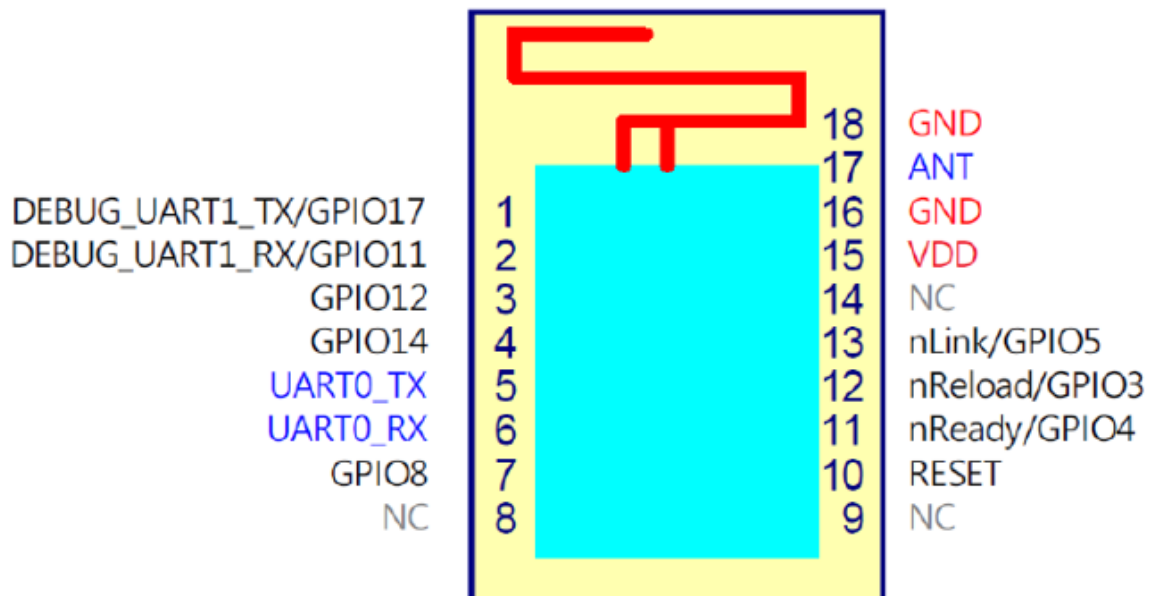 18 GND
17 ANT
DEBUG_UART1_TX/GPIO17 1 16 GND
DEBUG_UART1_RX/GPIO11 2 15 VDD
GPIO12 3 14 NC
GPIO14 4 13 nLink/GPIO5
UART0_TX 5 12 nReload/GPIO3
UART0_RX 6 11 nReady/GPIO4
GPIO8 7 10 RESET
NC 8 9 NC